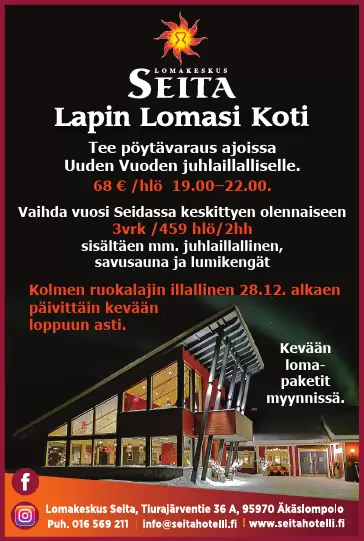 LOMAKESKUS
SEITA
Lapin Lomasi Koti
Tee pöytävaraus ajoissa
Uuden Vuoden juhlaillalliselle.
68 € /hlö 19.00–22.00.
Vaihda vuosi Seidassa keskittyen olennaiseen
3vrk /459 hlö/2hh
sisältäen mm. juhlaillallinen,
savusauna ja lumikengät
Kolmen ruokalajin illallinen 28.12. alkaen
päivittäin kevään
loppuun asti.
Kevään
loma-
paketit
myynnissä.
Lomakeskus Seita, Tiurajärventie 36 A, 95970 Äkäslompolo
Puh. 016 569 211 | info@seitahotelli.fi | www.seitahotelli.fi